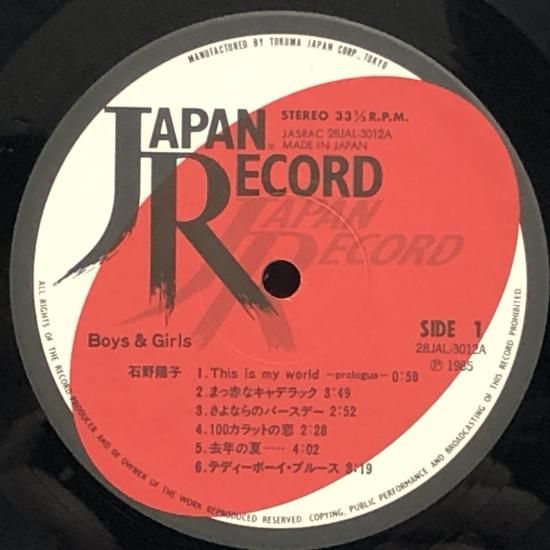 MANUFACTURED BY TOKUMA JAPAN CORP., TOKYO
STEREO 33 1/3 R.P.M.
JASRAC 28JAL-3012A
MADE IN JAPAN
JAPAN
RECORD
JAPAN
RECORD
Boys & Girls
SIDE 1
28JAL-3012A
Ⓟ 1985
石野陽子
1.This is my world —prologue— 0:58
2.まっ赤なキャデラック 3:49
3.さよならのバースデー 2:52
4.100カラットの恋 2:28
5.去年の夏…‥ 4:02
6.テディーボーイ・ブルース 3:19
ALL RIGHTS OF THE RECORD PRODUCER AND OF OWNER OF THE WORK REPRODUCED RESERVED. COPYING, PUBLIC PERFORMANCE AND BROADCASTING OF THIS RECORD PROHIBITED.